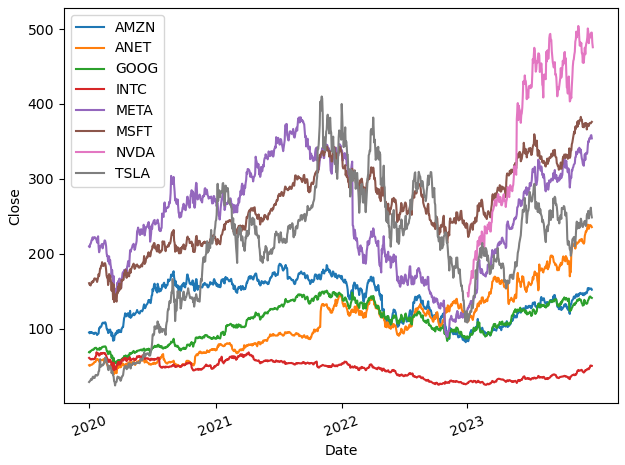 500
400
300
200
100
Close
AMZN
ANET
GOOG
INTC
META
MSFT
NVDA
TSLA
2020
2021
2022
2023
Date